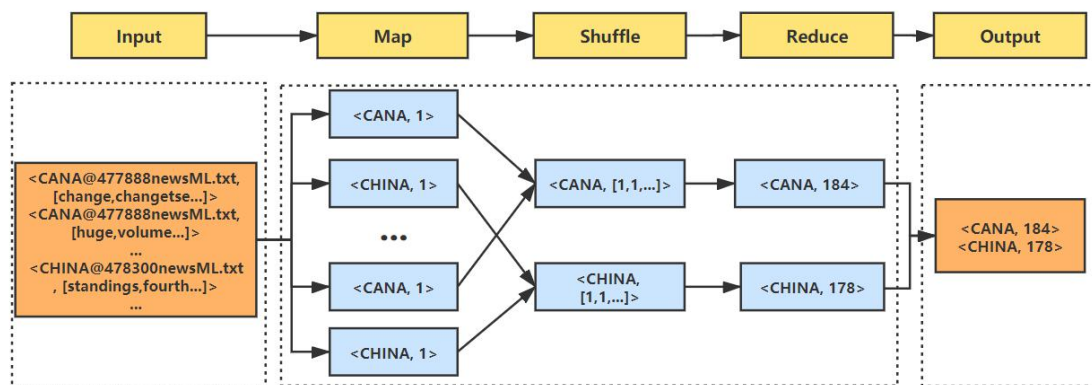 Input
Map
Shuffle
Reduce
Output
<CANA@477888newsML.txt,
[change,changetse...]>
<CANA@477888newsML.txt,
[huge,volume...]>
...
<CHINA@478300newsML.txt
, [standings,fourth...]>
...
<CANA, 1>
<CHINA, 1>
...
<CANA, 1>
<CHINA, 1>
<CANA, [1,1,...]>
<CHINA,
[1,1,...]>
<CANA, 184>
<CHINA, 178>
<CANA, 184>
<CHINA, 178>